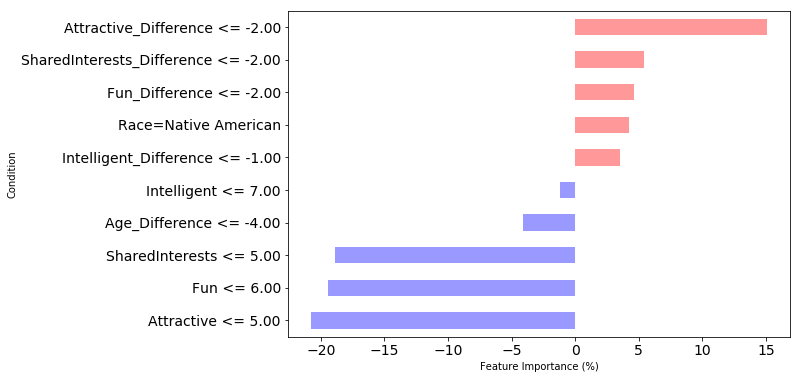 Attractive_Difference <= -2.00
SharedInterests_Difference <= -2.00
Fun_Difference <= -2.00
Race=Native American
Intelligent_Difference <= -1.00
Intelligent <= 7.00
Age_Difference <= -4.00
SharedInterests <= 5.00
Fun <= 6.00
Attractive <= 5.00
Condition
−20 −15 −10 −5 0 5 10 15
Feature Importance (%)